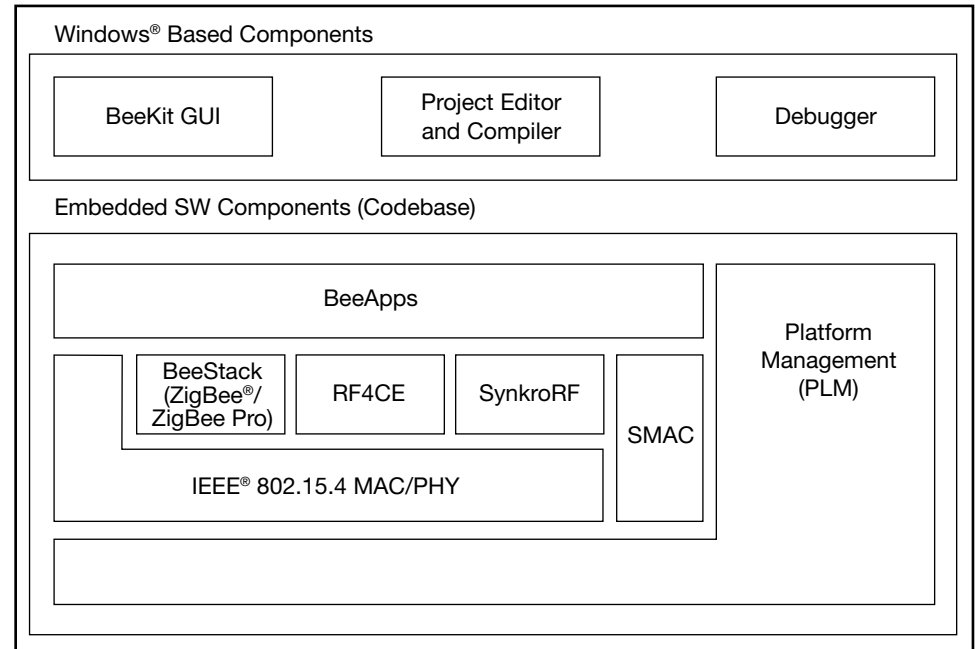 Windows® Based Components
BeeKit GUI
Project Editor
and Compiler
Debugger
Embedded SW Components (Codebase)
BeeApps
Platform
Management
(PLM)
BeeStack
(ZigBee®/
ZigBee Pro)
RF4CE
SynkroRF
SMAC
IEEE® 802.15.4 MAC/PHY